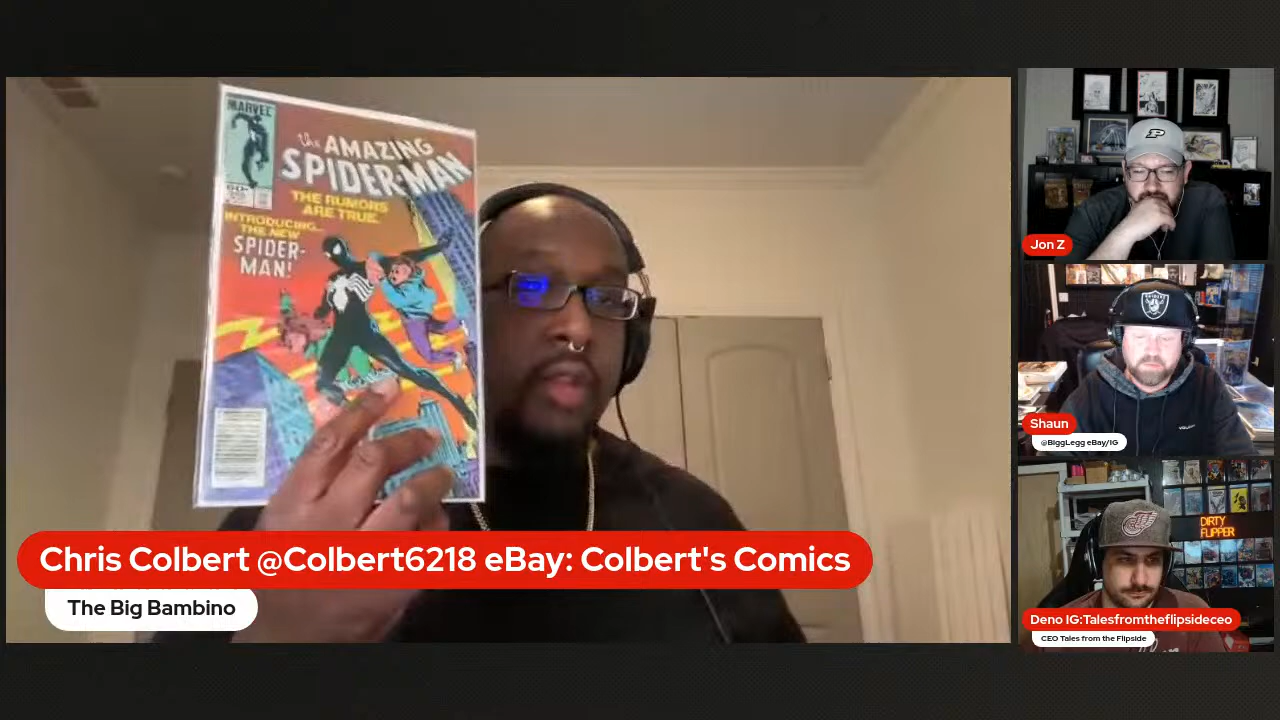 MARVEL
the AMAZING
SPIDER-MAN
THE RUMORS
ARE TRUE.
INTRODUCING...
THE NEW
SPIDER-
MAN!
Chris Colbert @Colbert6218 eBay: Colbert's Comics
The Big Bambino
Jon Z
RAIDERS
Shaun
@BiggLegg eBay/IG
DIRTY
FLIPPER
Deno IG:Talesfromtheflipsideceo
CEO Tales from the Flipside